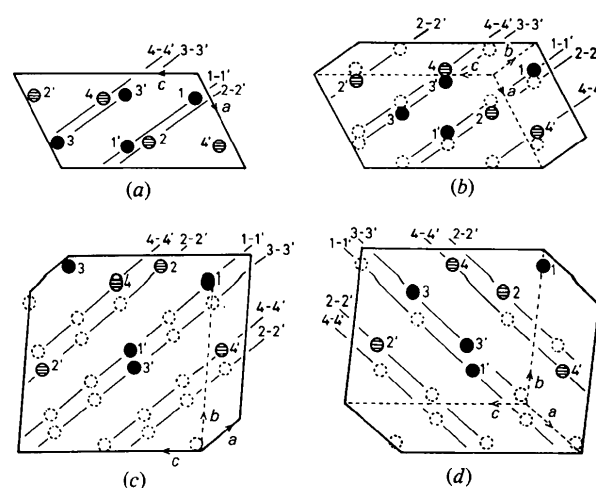 4-4' 3-3'
c
1-1'
2-2'
2' 4 3' 1 a
3 1' 2 4'
(a)
2-2' 4-4' 3-3'
b
1-1'
2-2'
4 c 1
2' 3' a
4-4'
3 2
1' 4'
(b)
4-4' 2-2'
1-1'
3-3'
3 4 2 1
4-4'
2-2'
1' 4'
2' 3'
b
a
c
(c)
3-3' 4-4' 2-2'
1-1'
4 1
3 2
2-2'
4-4'
2' 3'
1' 4'
b
c a
(d)